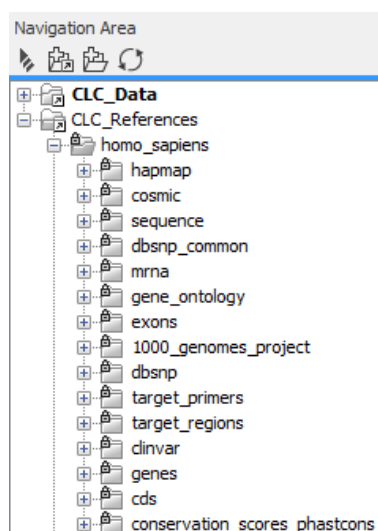 Navigation Area
CLC_Data
CLC_References
homo_sapiens
hapmap
cosmic
sequence
dbsnp_common
mrna
gene_ontology
exons
1000_genomes_project
dbsnp
target_primers
target_regions
clinvar
genes
cds
conservation_scores_phastcons